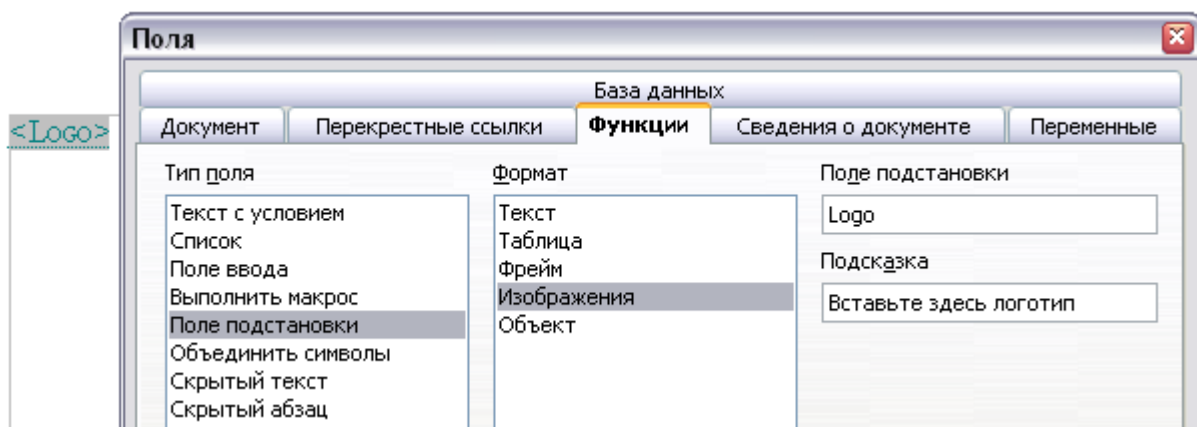 Поля
База данных
<Logo>
Документ
Перекрестные ссылки
Функции
Сведения о документе
Переменные
Тип поля
Текст с условием
Список
Поле ввода
Выполнить макрос
Поле подстановки
Объединить символы
Скрытый текст
Скрытый абзац
Формат
Текст
Таблица
Фрейм
Изображения
Объект
Поле подстановки
Logo
Подсказка
Вставьте здесь логотип